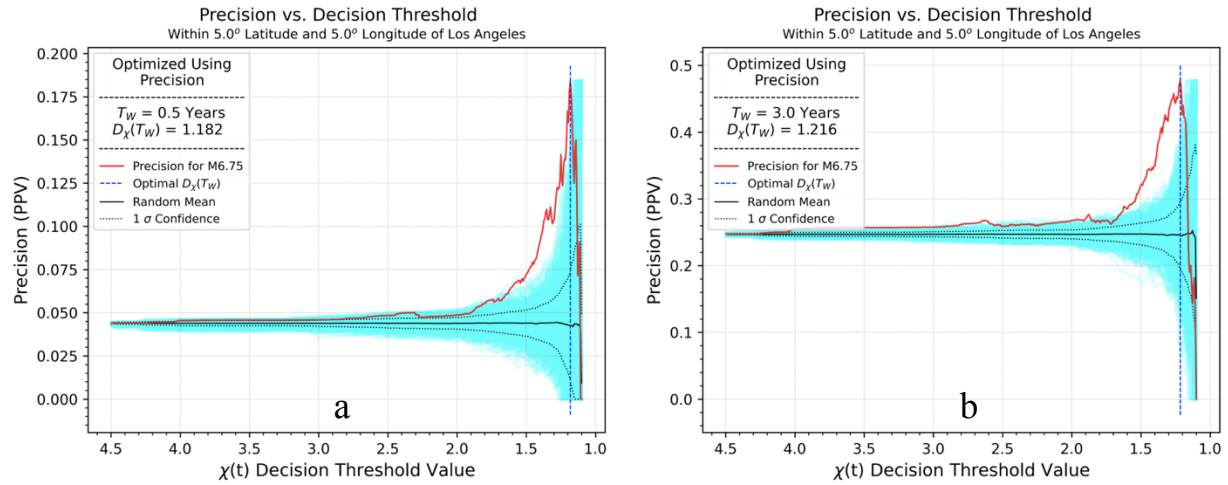 Precision vs. Decision Threshold
Within 5.0° Latitude and 5.0° Longitude of Los Angeles
Optimized Using
Precision
T_W = 0.5 Years
D_χ(T_W) = 1.182
Precision for M6.75
Optimal D_χ(T_W)
Random Mean
1 σ Confidence
Precision (PPV)
0.200
0.175
0.150
0.125
0.100
0.075
0.050
0.025
0.000
a
4.5 4.0 3.5 3.0 2.5 2.0 1.5 1.0
χ(t) Decision Threshold Value
Precision vs. Decision Threshold
Within 5.0° Latitude and 5.0° Longitude of Los Angeles
Optimized Using
Precision
T_W = 3.0 Years
D_χ(T_W) = 1.216
Precision for M6.75
Optimal D_χ(T_W)
Random Mean
1 σ Confidence
Precision (PPV)
0.5
0.4
0.3
0.2
0.1
0.0
b
4.5 4.0 3.5 3.0 2.5 2.0 1.5 1.0
χ(t) Decision Threshold Value